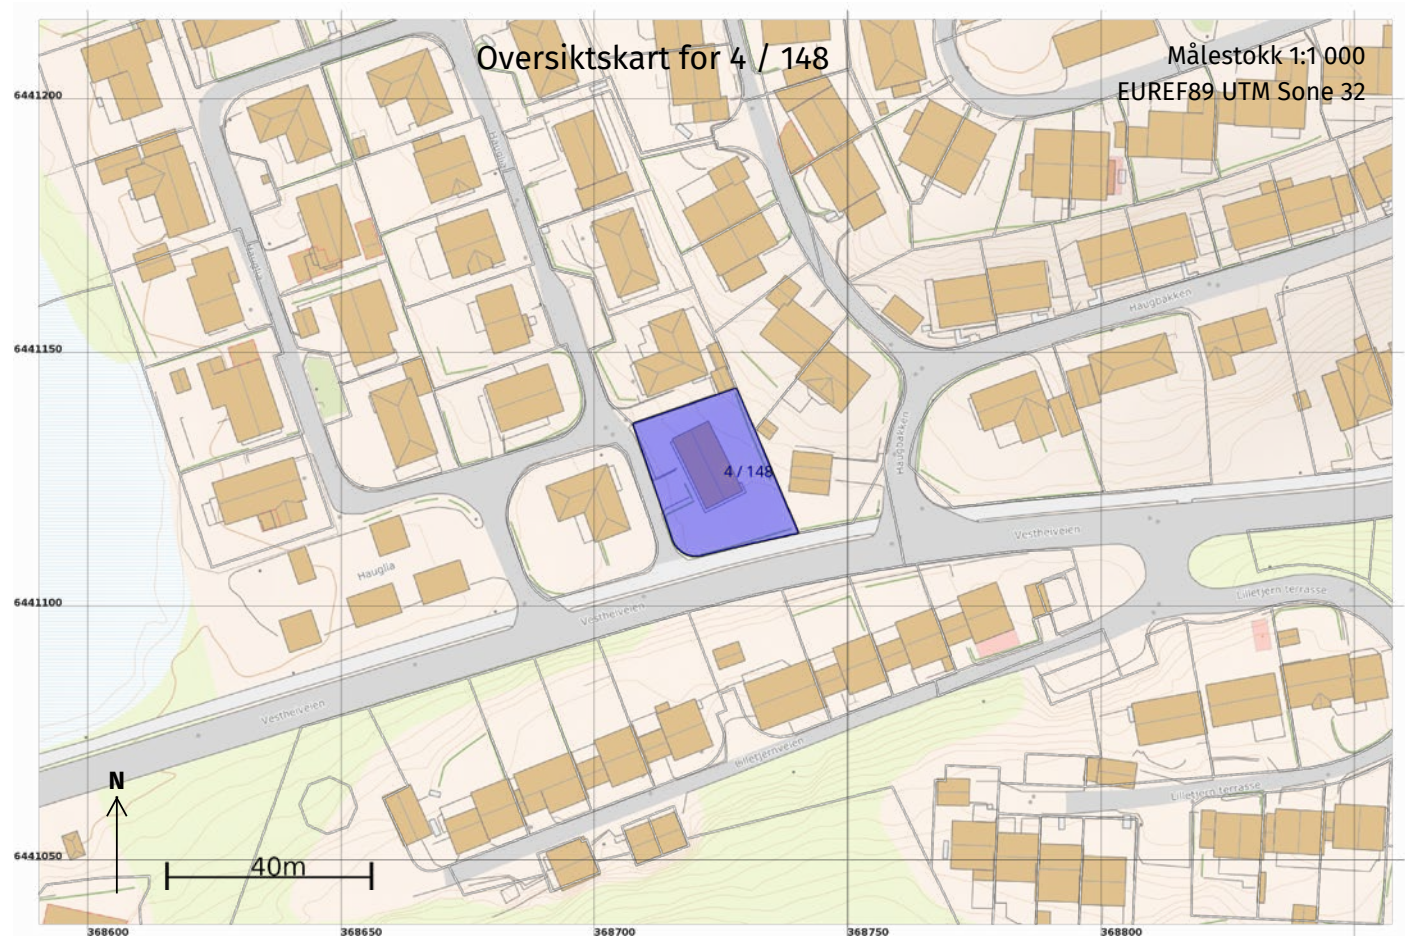 Oversiktskart for 4 / 148
Målestokk 1:1 000
EUREF89 UTM Sone 32
6441200
Hauglia
Hauglia
Haugbakken
6441150
Haugbakken
4 / 148
Vestheiveien
Hauglia
Lilletjern terrasse
6441100
Vestheiveien
Vestheiveien
Lilletjernveien
N
Lilletjern terrasse
6441050
40m
368600
368650
368700
368750
368800